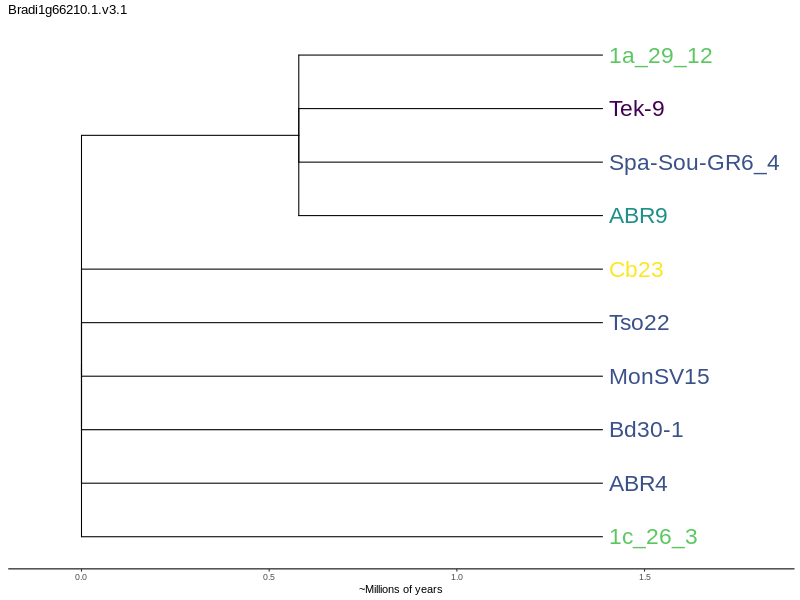 Bradi1g66210.1.v3.1
1a_29_12
Tek-9
Spa-Sou-GR6_4
ABR9
Cb23
Tso22
MonSV15
Bd30-1
ABR4
1c_26_3
0.0 0.5 1.0 1.5
~Millions of years